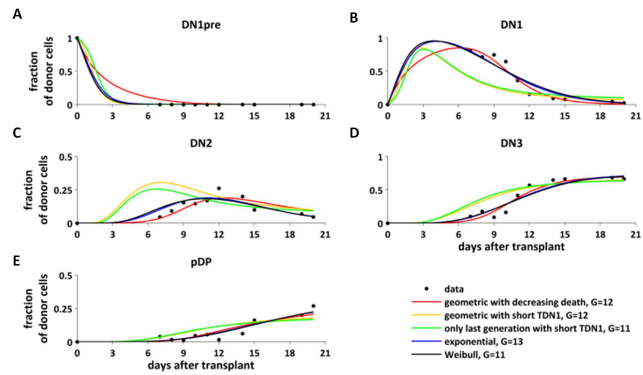 A
DN1pre
fraction
of donor cells
1
0.5
0
0 3 6 9 12 15 18 21
B
DN1
1
0.5
0
0 3 6 9 12 15 18 21
C
DN2
fraction
of donor cells
0.5
0.25
0
0 3 6 9 12 15 18 21
D
DN3
1
0.5
0
0 3 6 9 12 15 18 21
days after transplant
E
pDP
fraction
of donor cells
0.5
0.25
0
0 3 6 9 12 15 18 21
days after transplant
data
geometric with decreasing death, G=12
geometric with short TDN1, G=12
only last generation with short TDN1, G=11
exponential, G=13
Weibull, G=11